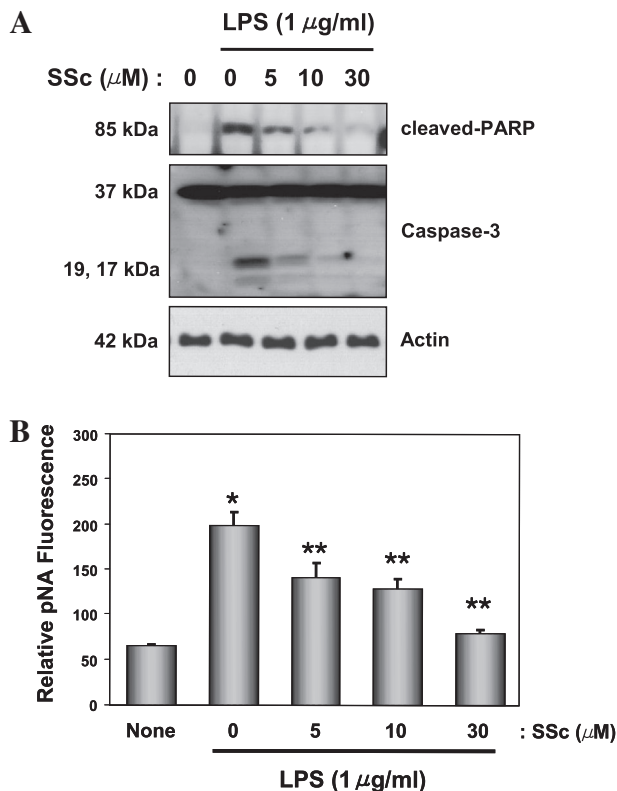 A
LPS (1 μg/ml)
SSc (μM) : 0 0 5 10 30
85 kDa cleaved-PARP
37 kDa
Caspase-3
19, 17 kDa
42 kDa Actin
B
Relative pNA Fluorescence
300
250
200
150
100
50
0
*
**
**
**
None 0 5 10 30 : SSc (μM)
LPS (1 μg/ml)